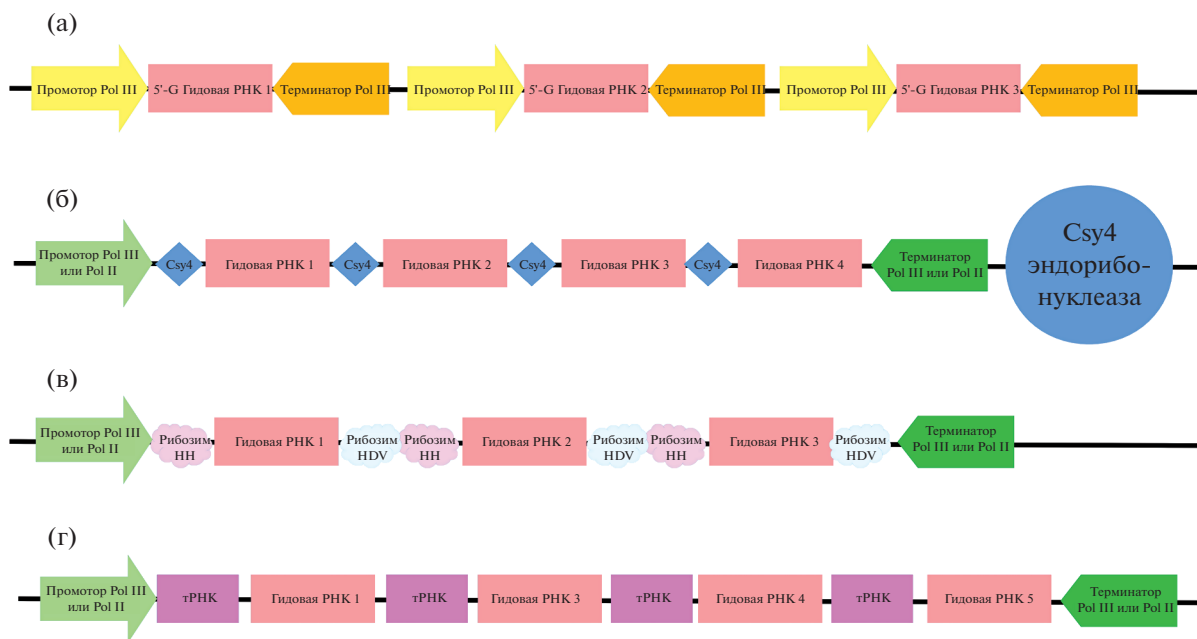 (а)
Промотор Pol III 5'-G Гидовая РНК 1 Терминатор Pol II Промотор Pol III 5'-G Гидовая РНК 2 Терминатор Pol III Промотор Pol III 5'-G Гидовая РНК 3 Терминатор Pol III
(б)
Промотор Pol III
или Pol II
Csy4 Гидовая РНК 1 Csy4 Гидовая РНК 2 Csy4 Гидовая РНК 3 Csy4 Гидовая РНК 4
Терминатор
Pol III или Pol II
Csy4
эндорибо-
нуклеаза
(в)
Промотор Pol III
или Pol II
Рибозим
HH
Гидовая РНК 1
Рибозим
HDV
Рибозим
HH
Гидовая РНК 2
Рибозим
HDV
Рибозим
HH
Гидовая РНК 3
Рибозим
HDV
Терминатор
Pol III или Pol II
(г)
Промотор Pol III
или Pol II
тРНК Гидовая РНК 1 тРНК Гидовая РНК 3 тРНК Гидовая РНК 4 тРНК Гидовая РНК 5
Терминатор
Pol III или Pol II